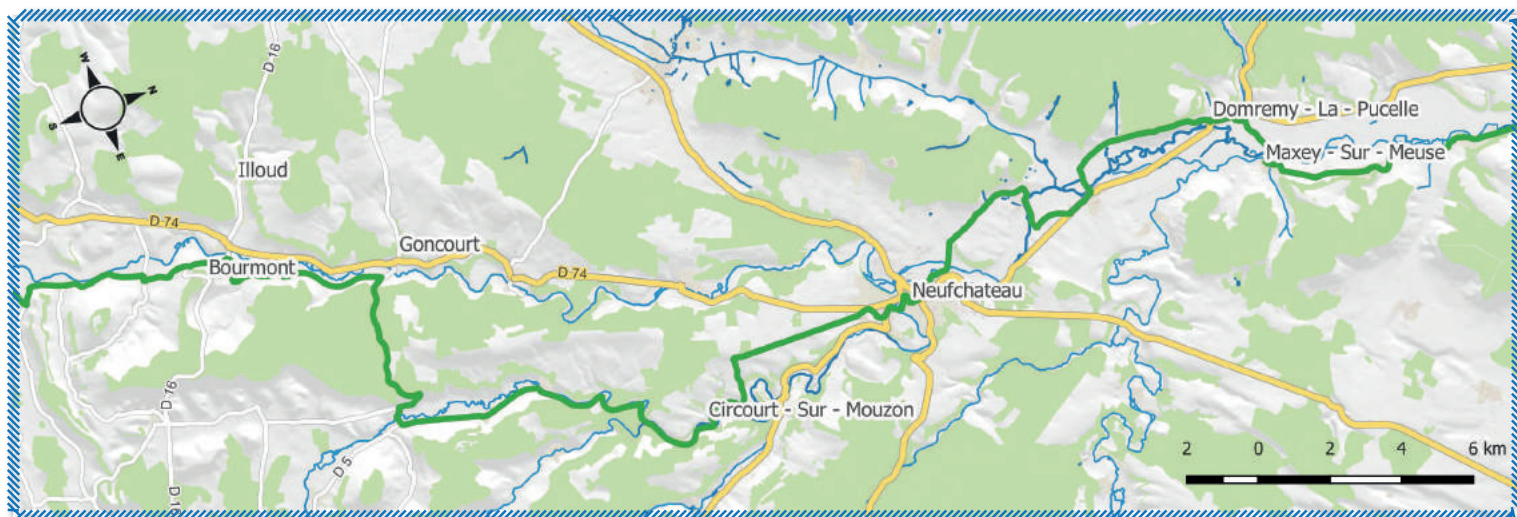 W
N
S
E
D 16
Domremy - La - Pucelle
Maxey - Sur - Meuse
Illoud
D 74
Goncourt
Bourmont
D 74
Neufchateau
D 16
Circourt - Sur - Mouzon
D 5
D 16
2 0 2 4 6 km